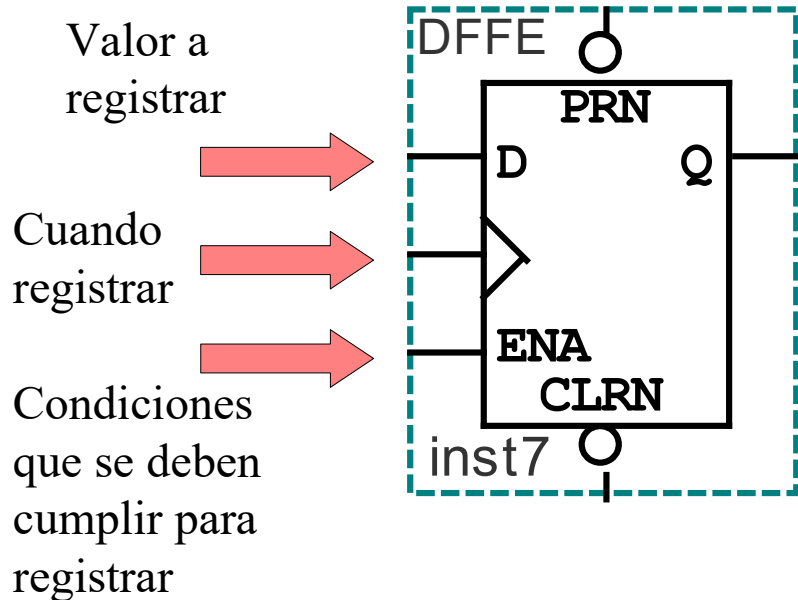 Valor a
registrar
Cuando
registrar
Condiciones
que se deben
cumplir para
registrar
DFFE
PRN
D
Q
ENA
CLRN
inst7